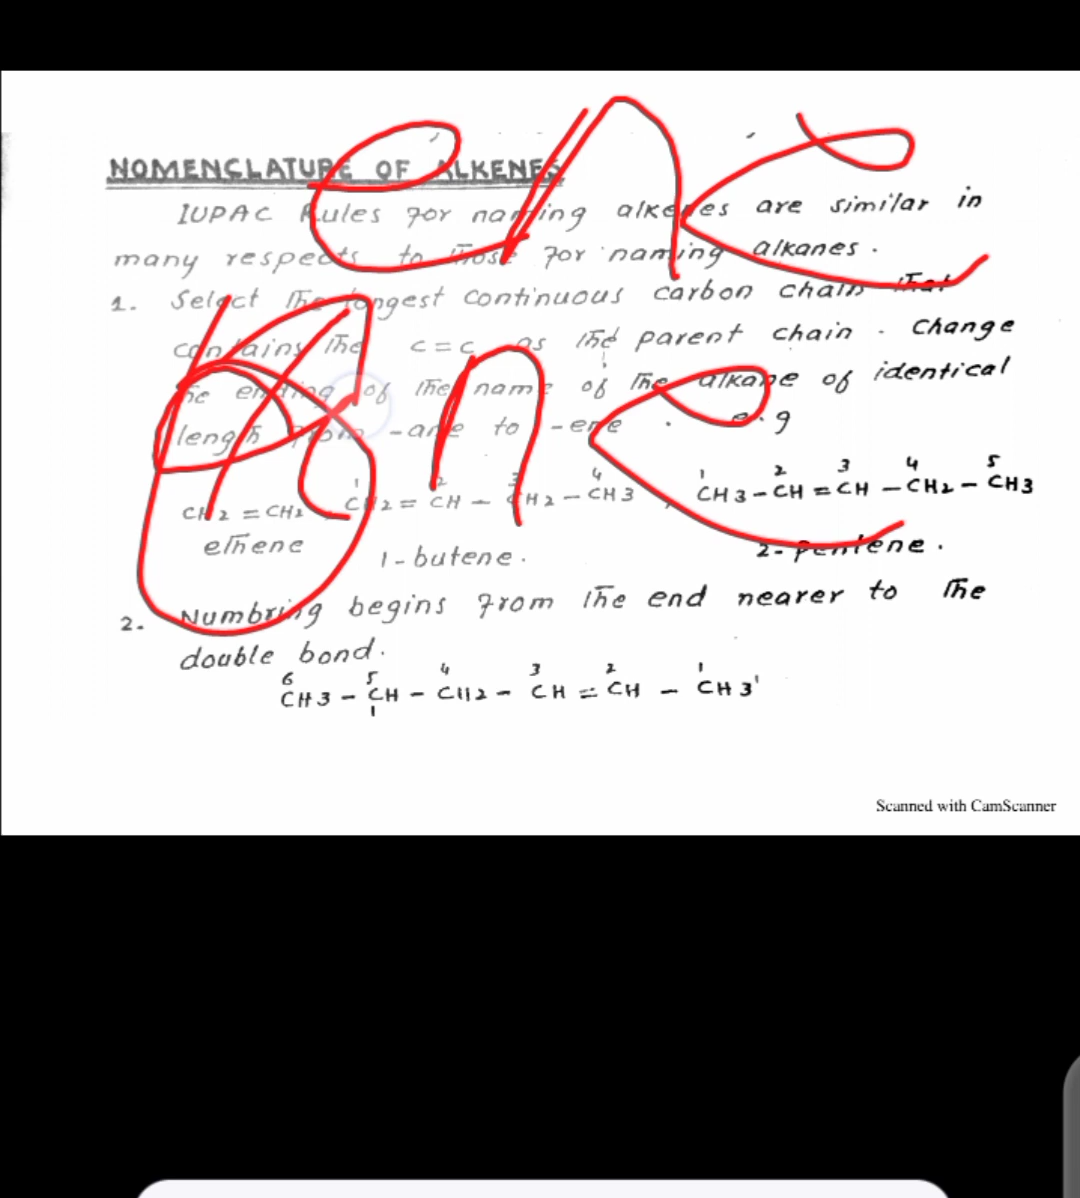 ene
NOMENCLATURE OF ALKENES
IUPAC Rules for naming alkenes are similar in
many respects to those for naming alkanes.
1. Select the longest continuous carbon chain that
contains the C=C as the parent chain. Change
the ending of the name of the alkane of identical
length from -ane to -ene. e.g
1 2 3 4 1 2 3 4 5
CH2=CH2 CH2=CH-CH2-CH3, CH3-CH=CH-CH2-CH3
ethene 1-butene. 2-pentene.
ane
2. Numbring begins from the end nearer to the
double bond.
6 5 4 3 2 1
CH3-CH-CH2-CH=CH-CH3'
Scanned with CamScanner